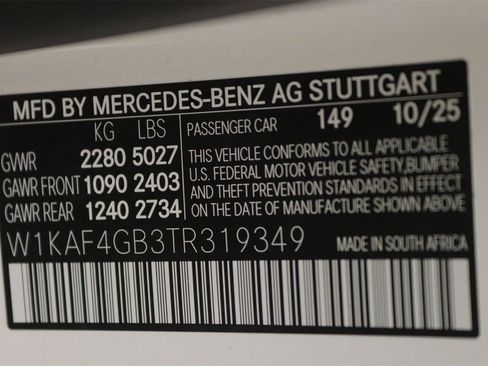 MFD BY MERCEDES-BENZ AG STUTTGART
KG LBS
PASSENGER CAR 149 10/25
GVWR 2280 5027
GAWR FRONT 1090 2403
GAWR REAR 1240 2734
THIS VEHICLE CONFORMS TO ALL APPLICABLE
U.S. FEDERAL MOTOR VEHICLE SAFETY, BUMPER
AND THEFT PREVENTION STANDARDS IN EFFECT
ON THE DATE OF MANUFACTURE SHOWN ABOVE
W1KAF4GB3TR319349
MADE IN SOUTH AFRICA